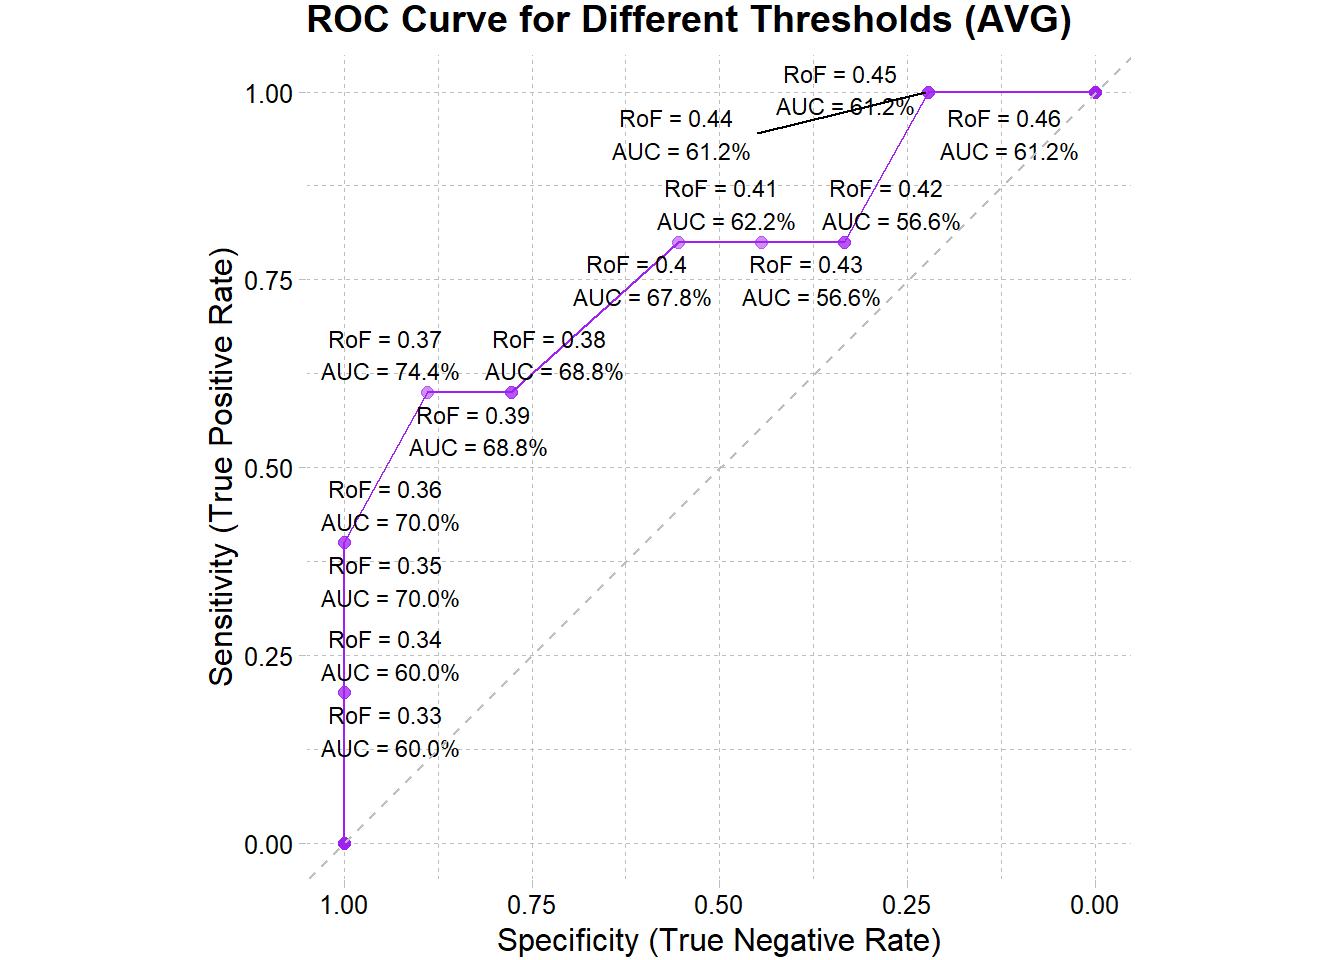 ROC Curve for Different Thresholds (AVG)
RoF = 0.45
AUC = 61.2%
RoF = 0.44
AUC = 61.2%
RoF = 0.46
AUC = 61.2%
RoF = 0.41
AUC = 62.2%
RoF = 0.42
AUC = 56.6%
RoF = 0.4
AUC = 67.8%
RoF = 0.43
AUC = 56.6%
RoF = 0.37
AUC = 74.4%
RoF = 0.38
AUC = 68.8%
RoF = 0.39
AUC = 68.8%
RoF = 0.36
AUC = 70.0%
RoF = 0.35
AUC = 70.0%
RoF = 0.34
AUC = 60.0%
RoF = 0.33
AUC = 60.0%
Sensitivity (True Positive Rate)
1.00
0.75
0.50
0.25
0.00
1.00
0.75
0.50
0.25
0.00
Specificity (True Negative Rate)